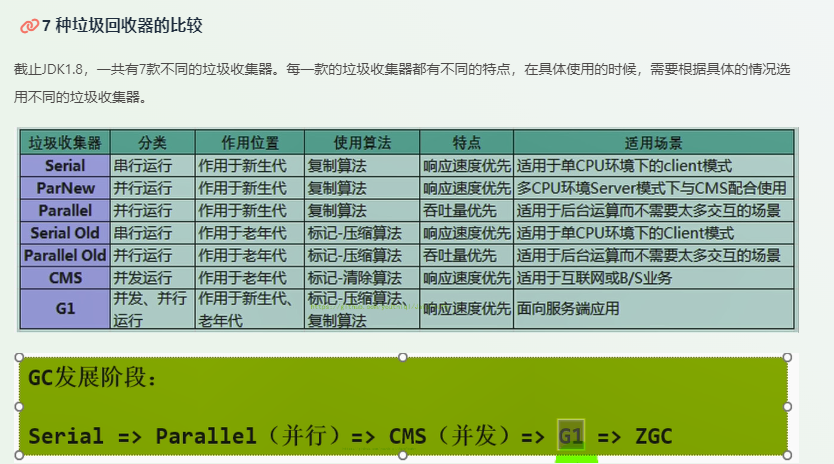 7 种垃圾回收器的比较
截止JDK1.8，一共有7款不同的垃圾收集器。每一款的垃圾收集器都有不同的特点，在具体使用的时候，需要根据具体的情况选
用不同的垃圾收集器。
垃圾收集器 分类 作用位置 使用算法 特点 适用场景
Serial 串行运行 作用于新生代 复制算法 响应速度优先 适用于单CPU环境下的client模式
ParNew 并行运行 作用于新生代 复制算法 响应速度优先 多CPU环境Server模式下与CMS配合使用
Parallel 并行运行 作用于新生代 复制算法 吞吐量优先 适用于后台运算而不需要太多交互的场景
Serial Old 串行运行 作用于老年代 标记-压缩算法 响应速度优先 适用于单CPU环境下的Client模式
Parallel Old 并行运行 作用于老年代 标记-压缩算法 吞吐量优先 适用于后台运算而不需要太多交互的场景
CMS 并发运行 作用于老年代 标记-清除算法 响应速度优先 适用于互联网或B/S业务
G1 并发、并行运行 作用于新生代、老年代 标记-压缩算法、复制算法 响应速度优先 面向服务端应用
GC发展阶段：
Serial => Parallel（并行）=> CMS（并发）=> G1 => ZGC